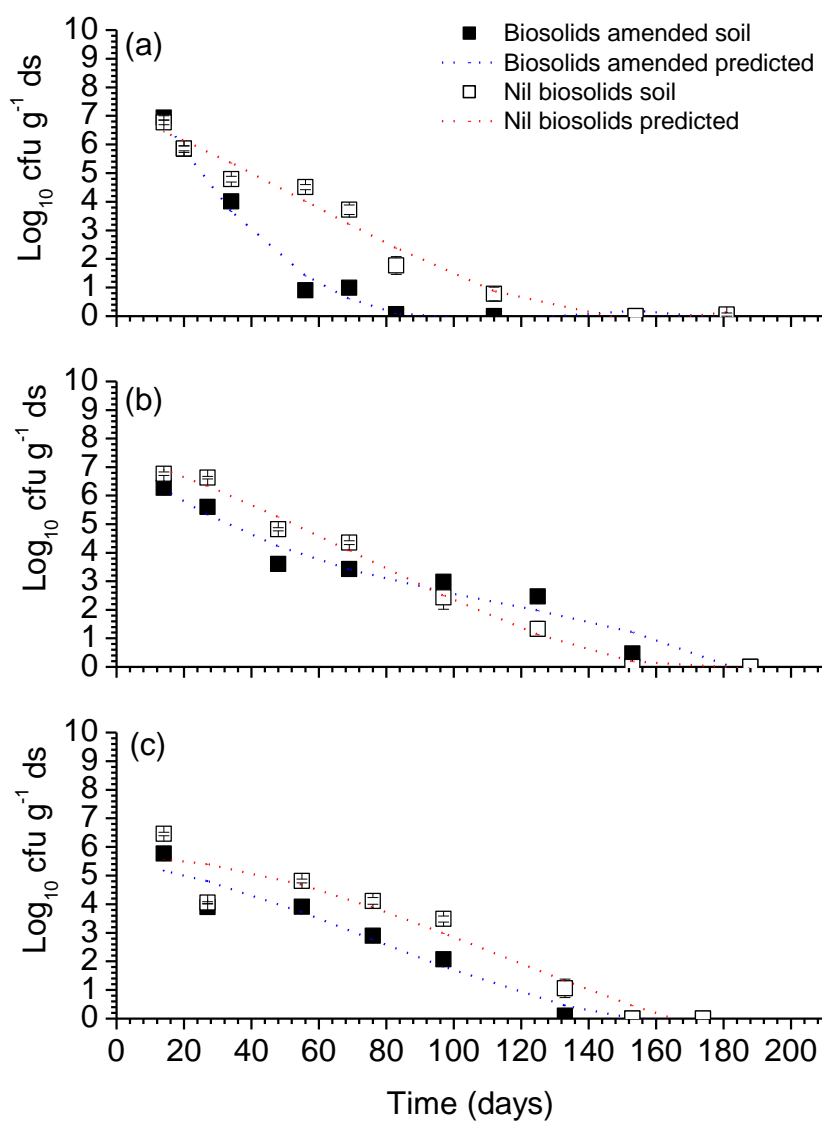 (a)
Biosolids amended soil
Biosolids amended predicted
Nil biosolids soil
Nil biosolids predicted
10
9
8
7
6
5
4
3
2
1
0
Log₁₀ cfu g⁻¹ ds
(b)
10
9
8
7
6
5
4
3
2
1
0
Log₁₀ cfu g⁻¹ ds
(c)
10
9
8
7
6
5
4
3
2
1
0
Log₁₀ cfu g⁻¹ ds
0 20 40 60 80 100 120 140 160 180 200
Time (days)